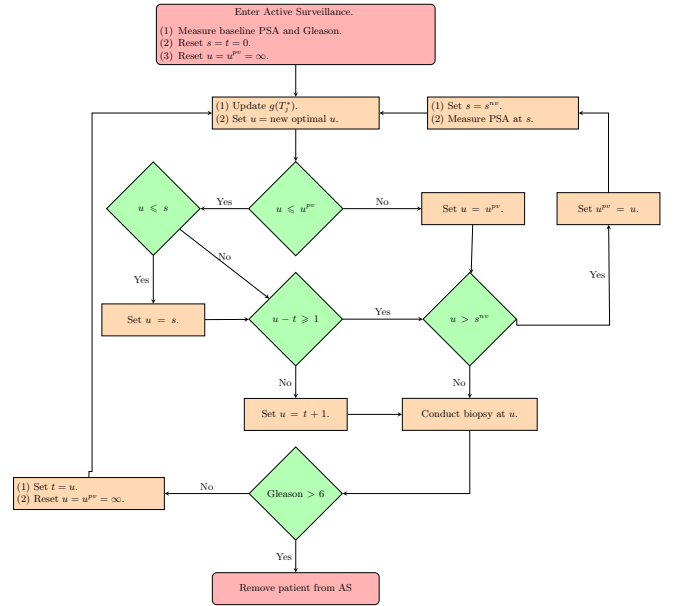 Enter Active Surveillance.
(1) Measure baseline PSA and Gleason.
(2) Reset s = t = 0.
(3) Reset u = u^{pv} = ∞.
(1) Update g(T_j^*).
(2) Set u = new optimal u.
(1) Set s = s^{nv}.
(2) Measure PSA at s.
u ⩽ s
Yes
u ⩽ u^{pv}
No
Set u = u^{pv}.
Set u^{pv} = u.
No
Yes
Yes
Set u = s.
u − t ⩾ 1
Yes
u > s^{nv}
No
No
Set u = t + 1.
Conduct biopsy at u.
(1) Set t = u.
(2) Reset u = u^{pv} = ∞.
No
Gleason > 6
Yes
Remove patient from AS